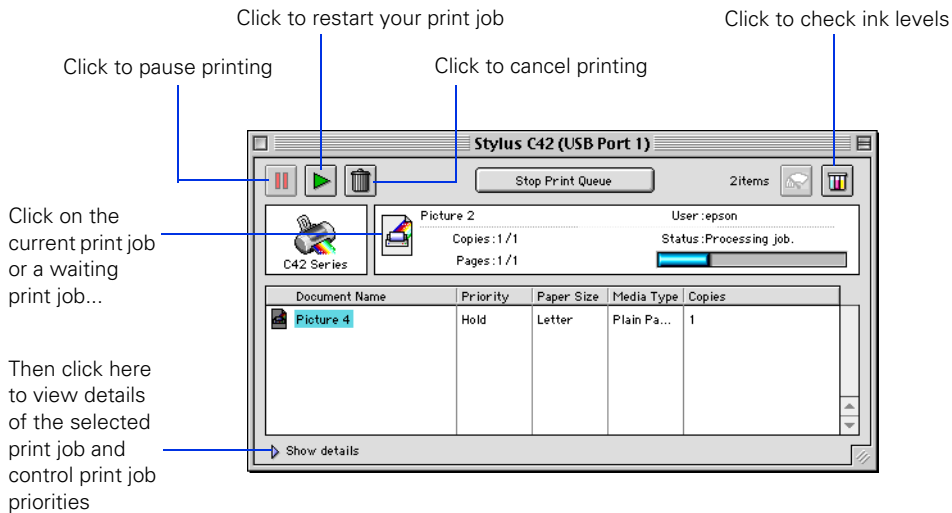 Click to restart your print job
Click to check ink levels
Click to pause printing
Click to cancel printing
Stylus C42 (USB Port 1)
Stop Print Queue
2items
Click on the
current print job
or a waiting
print job...
C42 Series
Picture 2
User :epson
Copies :1/1
Status :Processing job.
Pages :1/1
Document Name Priority Paper Size Media Type Copies
Picture 4 Hold Letter Plain Pa... 1
Then click here
to view details
of the selected
print job and
control print job
priorities
Show details